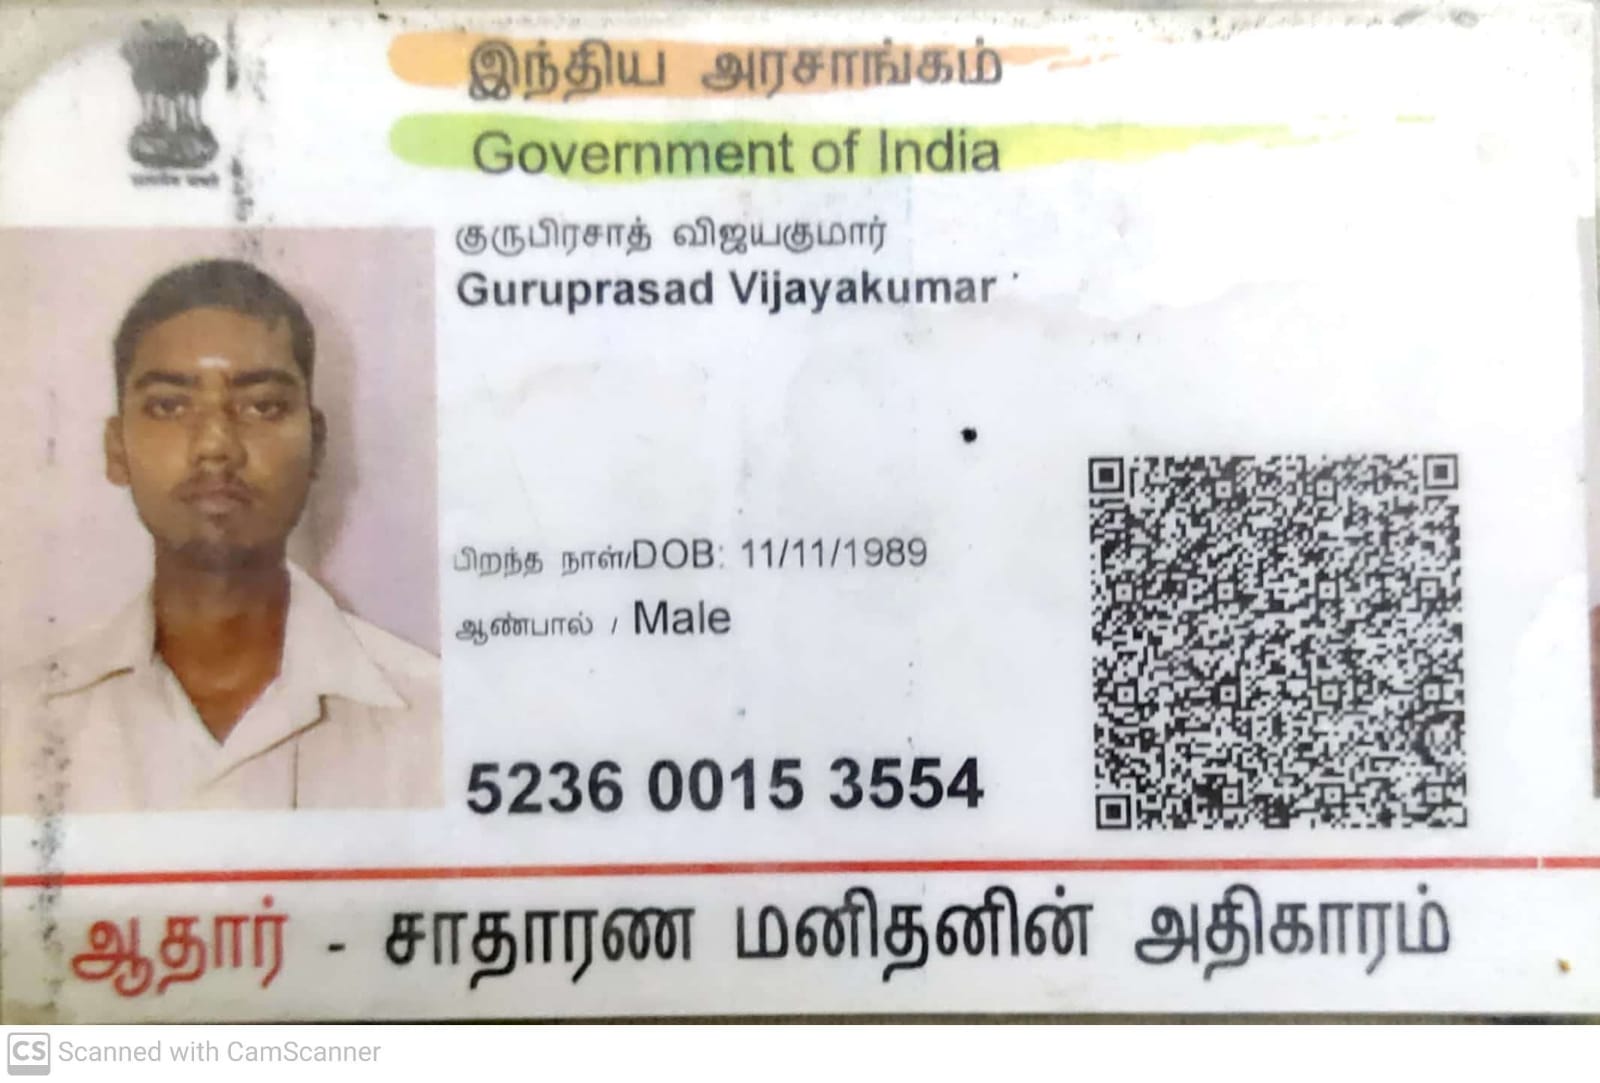 இந்திய அரசாங்கம்
Government of India
குருபிரசாத் விஜயகுமார்
Guruprasad Vijayakumar
பிறந்த நாள்/DOB: 11/11/1989
ஆண்பால் / Male
5236 0015 3554
ஆதார் - சாதாரண மனிதனின் அதிகாரம்
CS Scanned with CamScanner